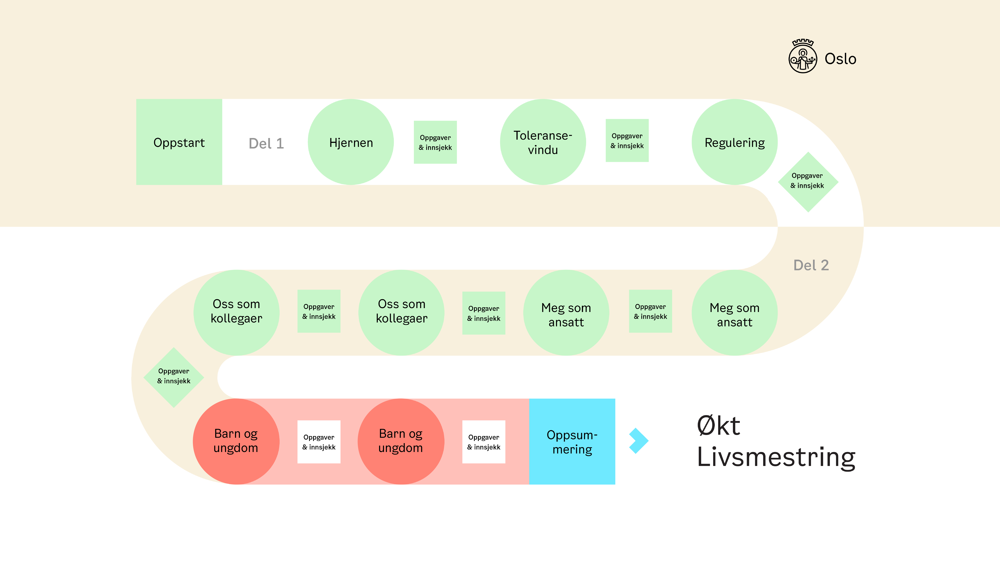 Oslo
Oppstart
Del 1
Hjernen
Oppgaver
& innsjekk
Toleranse-
vindu
Oppgaver
& innsjekk
Regulering
Oppgaver
& innsjekk
Del 2
Oss som
kollegaer
Oppgaver
& innsjekk
Oss som
kollegaer
Oppgaver
& innsjekk
Meg som
ansatt
Oppgaver
& innsjekk
Meg som
ansatt
Oppgaver
& innsjekk
Barn og
ungdom
Oppgaver
& innsjekk
Barn og
ungdom
Oppgaver
& innsjekk
Oppsum-
mering
Økt
Livsmestring